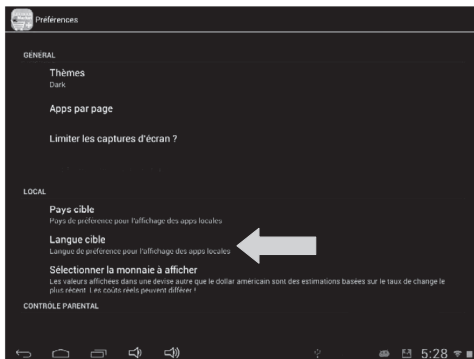 Préférences
GÉNÉRAL
Thèmes
Dark
Apps par page
Limiter les captures d'écran ?
LOCAL
Pays cible
Pays de préférence pour l'affichage des apps locales
Langue cible
Langue de préférence pour l'affichage des apps locales
Sélectionner la monnaie à afficher
Les valeurs affichées dans une devise autre que le dollar américain sont des estimations basées sur le taux de change le
plus récent. Les coûts réels peuvent différer !
CONTRÔLE PARENTAL
5:28